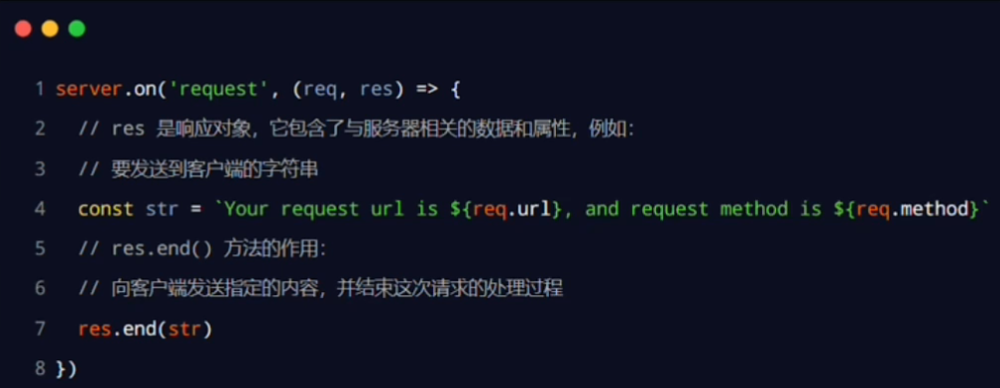 1 server.on('request', (req, res) => {
2 // res 是响应对象，它包含了与服务器相关的数据和属性，例如：
3 // 要发送到客户端的字符串
4 const str = `Your request url is ${req.url}, and request method is ${req.method}`
5 // res.end() 方法的作用：
6 // 向客户端发送指定的内容，并结束这次请求的处理过程
7 res.end(str)
8 })